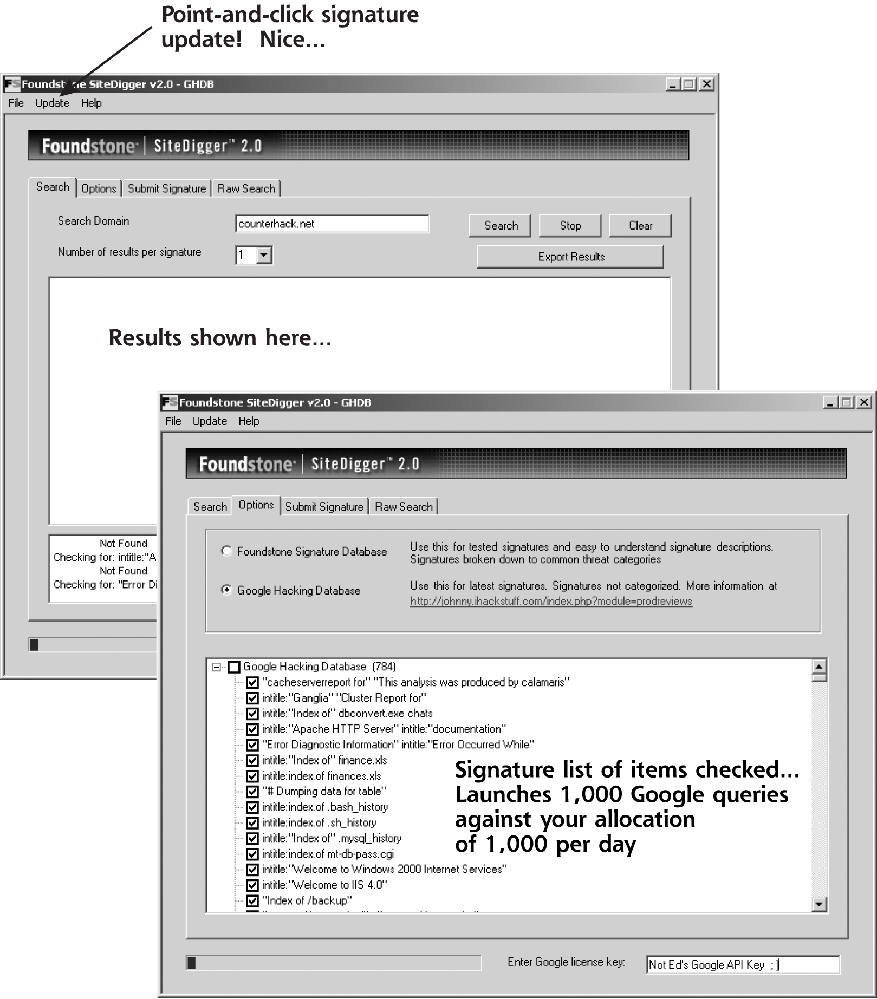 Point-and-click signature
update! Nice...
FS Foundstone SiteDigger v2.0 - GHDB
File Update Help
Foundstone | SiteDigger™ 2.0
Search Options Submit Signature Raw Search
Search Domain counterhack.net Search Stop Clear
Number of results per signature 1 Export Results
Results shown here...
Not Found
Checking for: intitle:"A
Not Found
Checking for: "Error Di
FS Foundstone SiteDigger v2.0 - GHDB
File Update Help
Foundstone | SiteDigger™ 2.0
Search Options Submit Signature Raw Search
Foundstone Signature Database Use this for tested signatures and easy to understand signature descriptions.
Signatures broken down to common threat categories
Google Hacking Database Use this for latest signatures. Signatures not categorized. More information at
http://johnny.ihackstuff.com/index.php?module=prodreviews
Google Hacking Database (784)
"cacheserverreport for" "This analysis was produced by calamaris"
intitle:"Ganglia" "Cluster Report for"
intitle:"Index of" dbconvert.exe chats
intitle:"Apache HTTP Server" intitle:"documentation"
"Error Diagnostic Information" intitle:"Error Occurred While"
intitle:"Index of" finance.xls
intitle:index.of finances.xls
"# Dumping data for table"
intitle:index.of .bash_history
intitle:index.of .sh_history
intitle:"Index of" .mysql_history
intitle:index.of mt-db-pass.cgi
intitle:"Welcome to Windows 2000 Internet Services"
intitle:"Welcome to IIS 4.0"
"Index of /backup"
Signature list of items checked...
Launches 1,000 Google queries
against your allocation
of 1,000 per day
Enter Google license key: Not Ed's Google API Key ;)